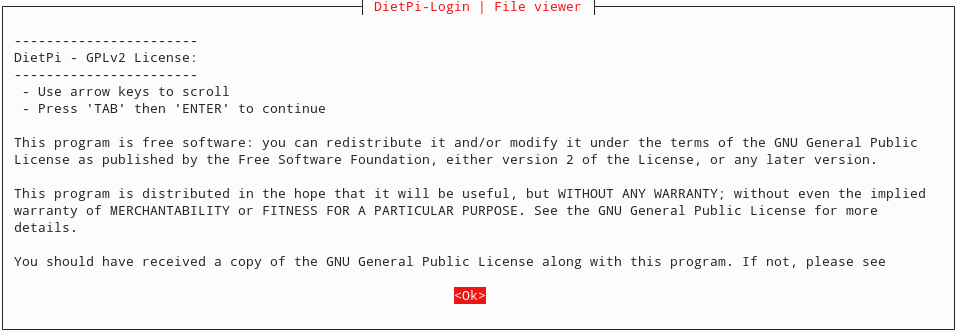 DietPi-Login | File viewer
-----------------------
DietPi - GPLv2 License:
-----------------------
- Use arrow keys to scroll
- Press 'TAB' then 'ENTER' to continue
This program is free software: you can redistribute it and/or modify it under the terms of the GNU General Public
License as published by the Free Software Foundation, either version 2 of the License, or any later version.
This program is distributed in the hope that it will be useful, but WITHOUT ANY WARRANTY; without even the implied
warranty of MERCHANTABILITY or FITNESS FOR A PARTICULAR PURPOSE. See the GNU General Public License for more
details.
You should have received a copy of the GNU General Public License along with this program. If not, please see
<Ok>